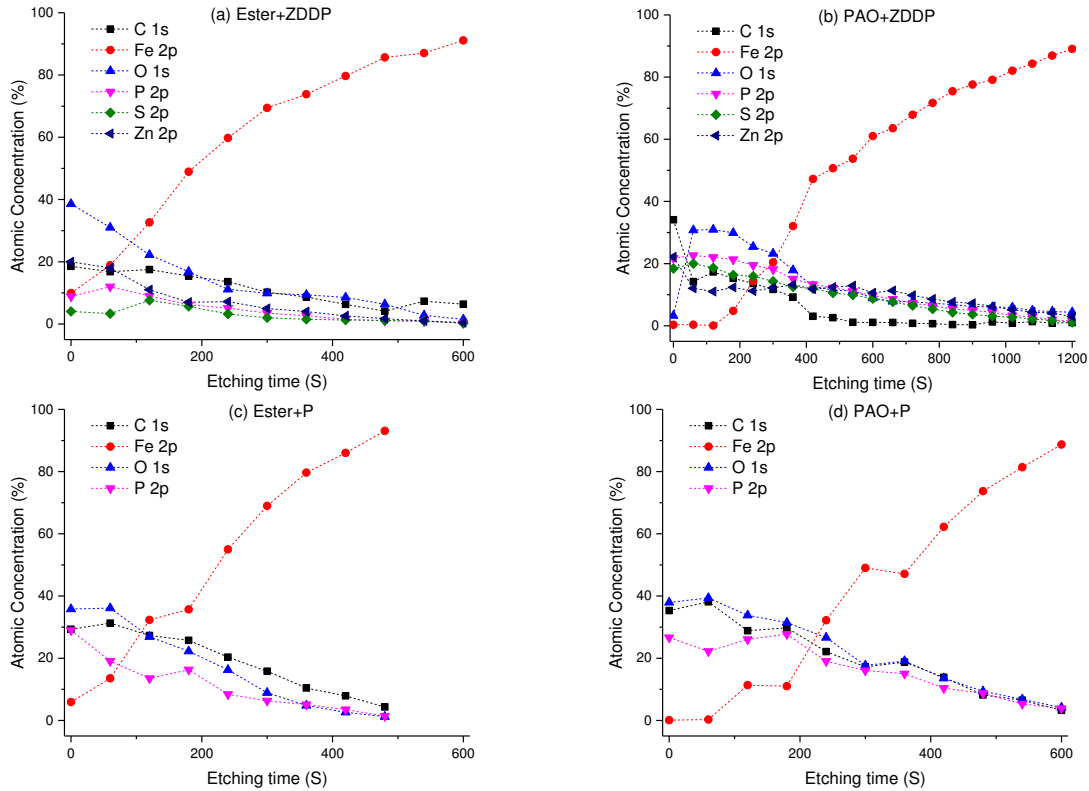 (a) Ester+ZDDP
C 1s
Fe 2p
O 1s
P 2p
S 2p
Zn 2p
Atomic Concentration (%)
100
80
60
40
20
0
0
200
400
600
Etching time (S)
(b) PAO+ZDDP
C 1s
Fe 2p
O 1s
P 2p
S 2p
Zn 2p
Atomic Concentration (%)
100
80
60
40
20
0
0
200
400
600
800
1000
1200
Etching time (S)
(c) Ester+P
C 1s
Fe 2p
O 1s
P 2p
Atomic Concentration (%)
100
80
60
40
20
0
0
200
400
600
Etching time (S)
(d) PAO+P
C 1s
Fe 2p
O 1s
P 2p
Atomic Concentration (%)
100
80
60
40
20
0
0
200
400
600
Etching time (S)